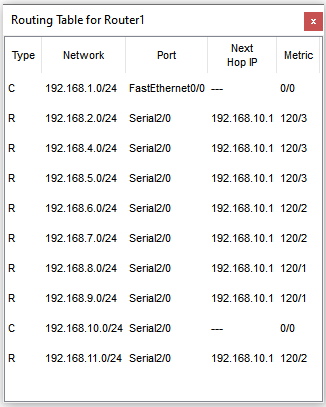 Routing Table for Router1
x
Type Network Port Next Hop IP Metric
C 192.168.1.0/24 FastEthernet0/0 --- 0/0
R 192.168.2.0/24 Serial2/0 192.168.10.1 120/3
R 192.168.4.0/24 Serial2/0 192.168.10.1 120/3
R 192.168.5.0/24 Serial2/0 192.168.10.1 120/3
R 192.168.6.0/24 Serial2/0 192.168.10.1 120/2
R 192.168.7.0/24 Serial2/0 192.168.10.1 120/2
R 192.168.8.0/24 Serial2/0 192.168.10.1 120/1
R 192.168.9.0/24 Serial2/0 192.168.10.1 120/1
C 192.168.10.0/24 Serial2/0 --- 0/0
R 192.168.11.0/24 Serial2/0 192.168.10.1 120/2